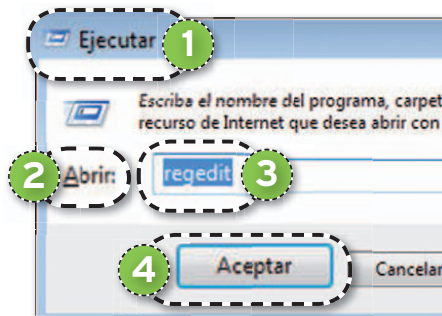 Ejecutar 1
Escriba el nombre del programa, carpet
recurso de Internet que desea abrir con
2 Abrir: regedit 3
4 Aceptar Cancelar